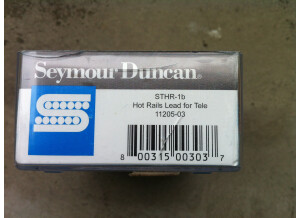 Seymour Duncan®
STHR-1b
Hot Rails Lead for Tele
11205-03
8 00315 00303 7